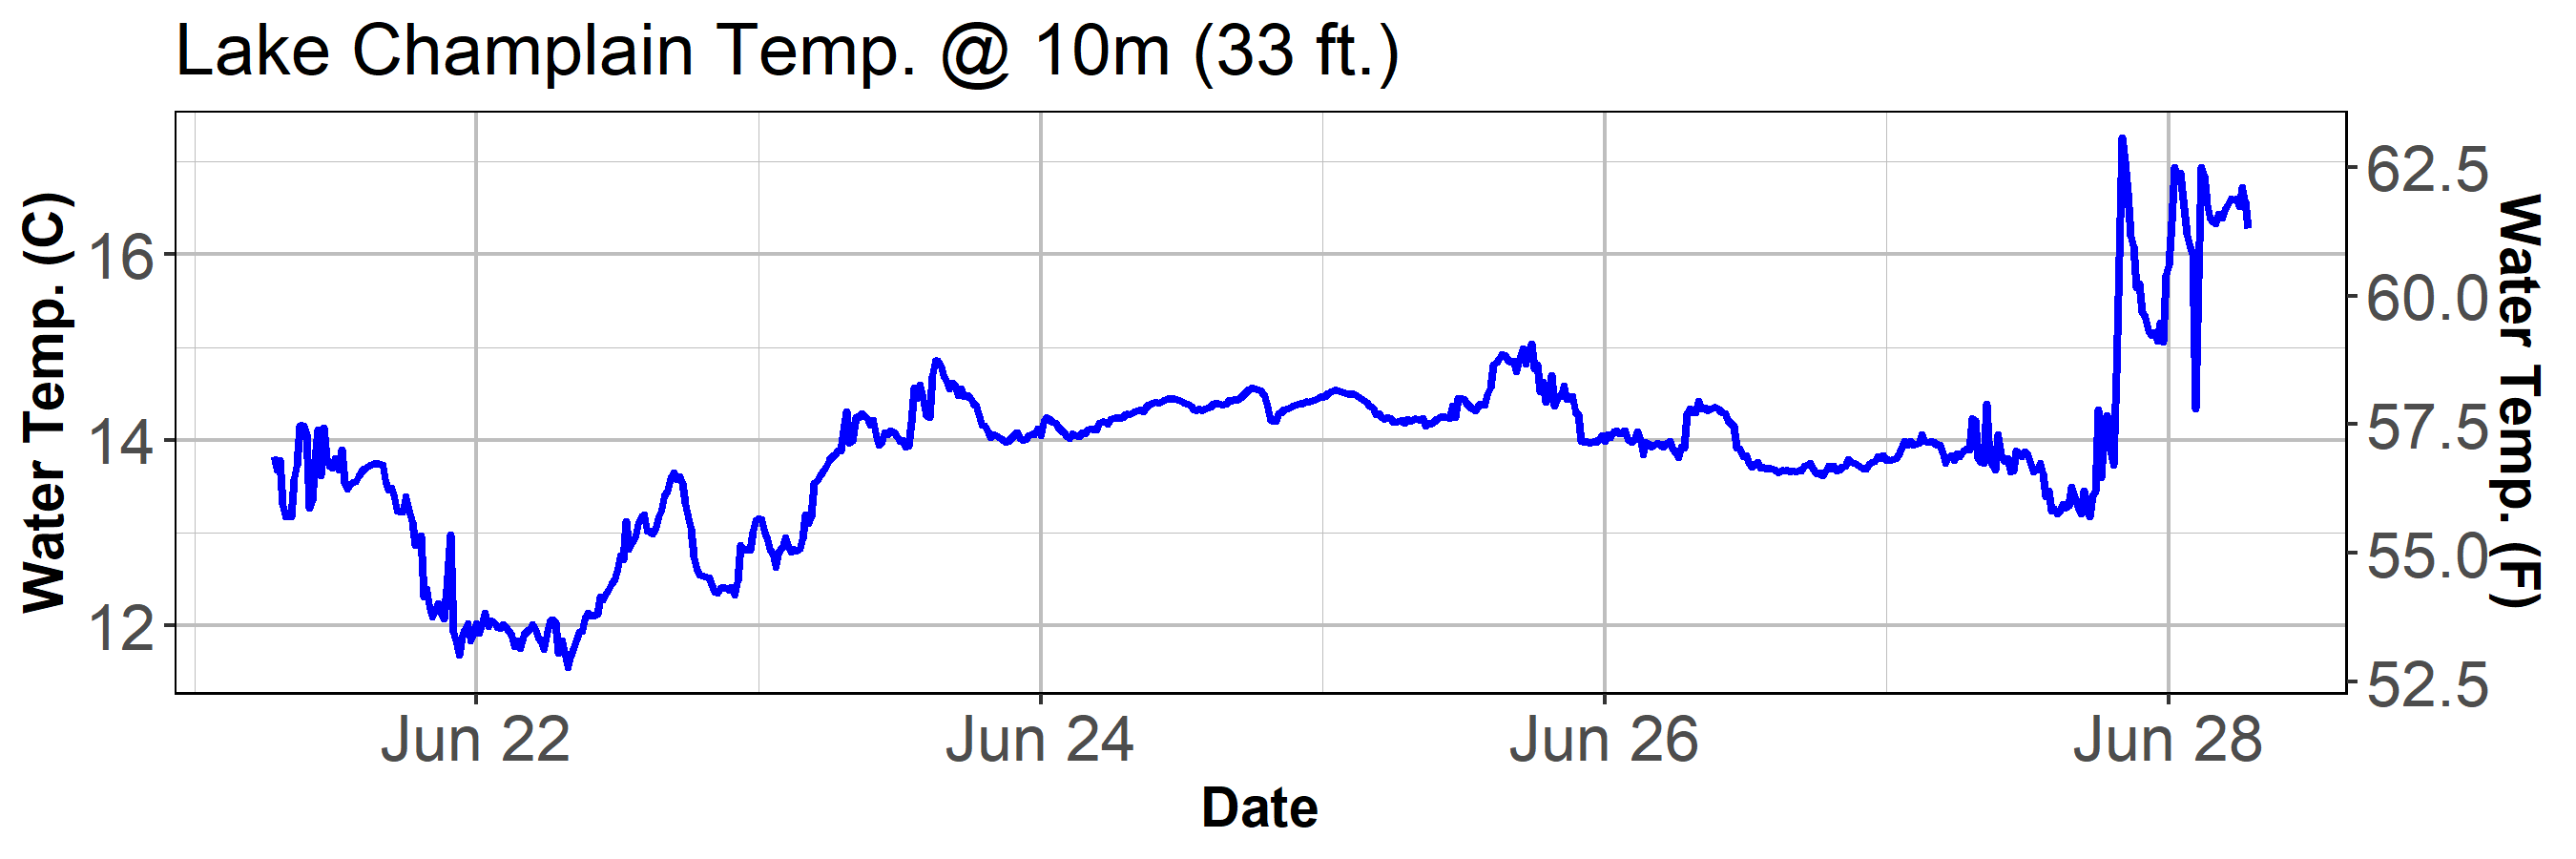 Lake Champlain Temp. @ 10m (33 ft.)
Water Temp. (C)
16
14
12
62.5
60.0
57.5
55.0
52.5
Water Temp. (F)
Jun 22
Jun 24
Jun 26
Jun 28
Date